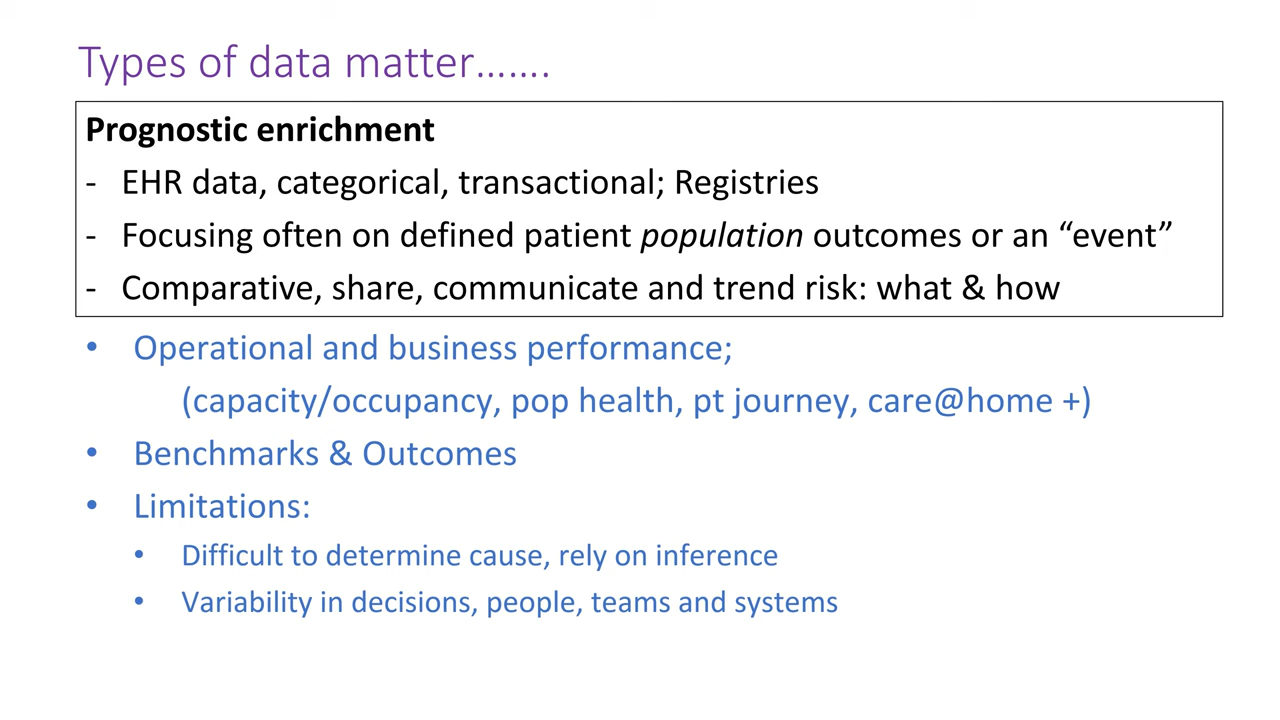 Types of data matter.......
Prognostic enrichment
- EHR data, categorical, transactional; Registries
- Focusing often on defined patient population outcomes or an “event”
- Comparative, share, communicate and trend risk: what & how
• Operational and business performance;
(capacity/occupancy, pop health, pt journey, care@home +)
• Benchmarks & Outcomes
• Limitations:
• Difficult to determine cause, rely on inference
• Variability in decisions, people, teams and systems